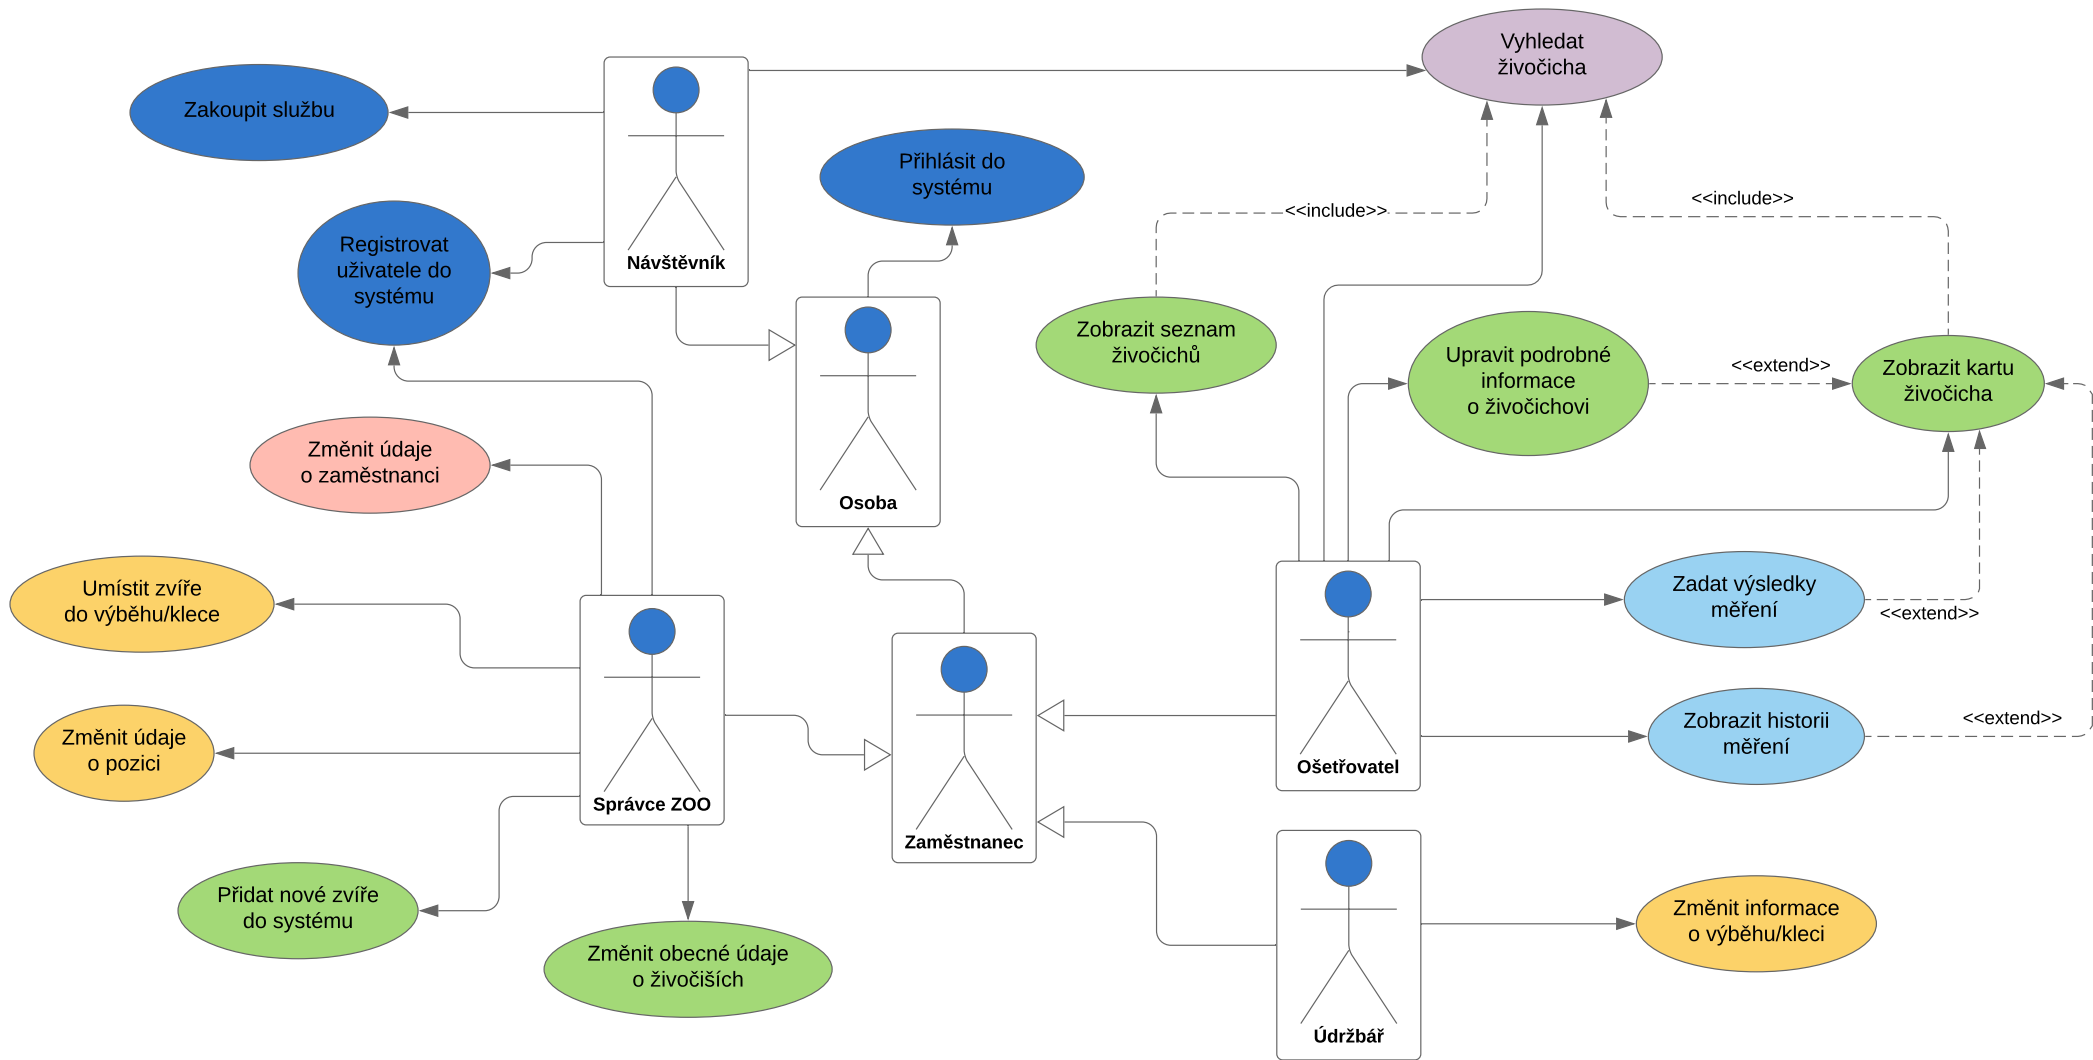 Vyhledat
živočicha
Zakoupit službu
Přihlásit do
systému
Návštěvník
Registrovat
uživatele do
systému
<<include>>
<<include>>
Zobrazit seznam
živočichů
Upravit podrobné
informace
o živočichovi
<<extend>>
Zobrazit kartu
živočicha
Změnit údaje
o zaměstnanci
Osoba
Umístit zvíře
do výběhu/klece
Zadat výsledky
měření
<<extend>>
Změnit údaje
o pozici
Správce ZOO
Zaměstnanec
Ošetřovatel
Zobrazit historii
měření
<<extend>>
Přidat nové zvíře
do systému
Změnit obecné údaje
o živočiších
Údržbář
Změnit informace
o výběhu/kleci